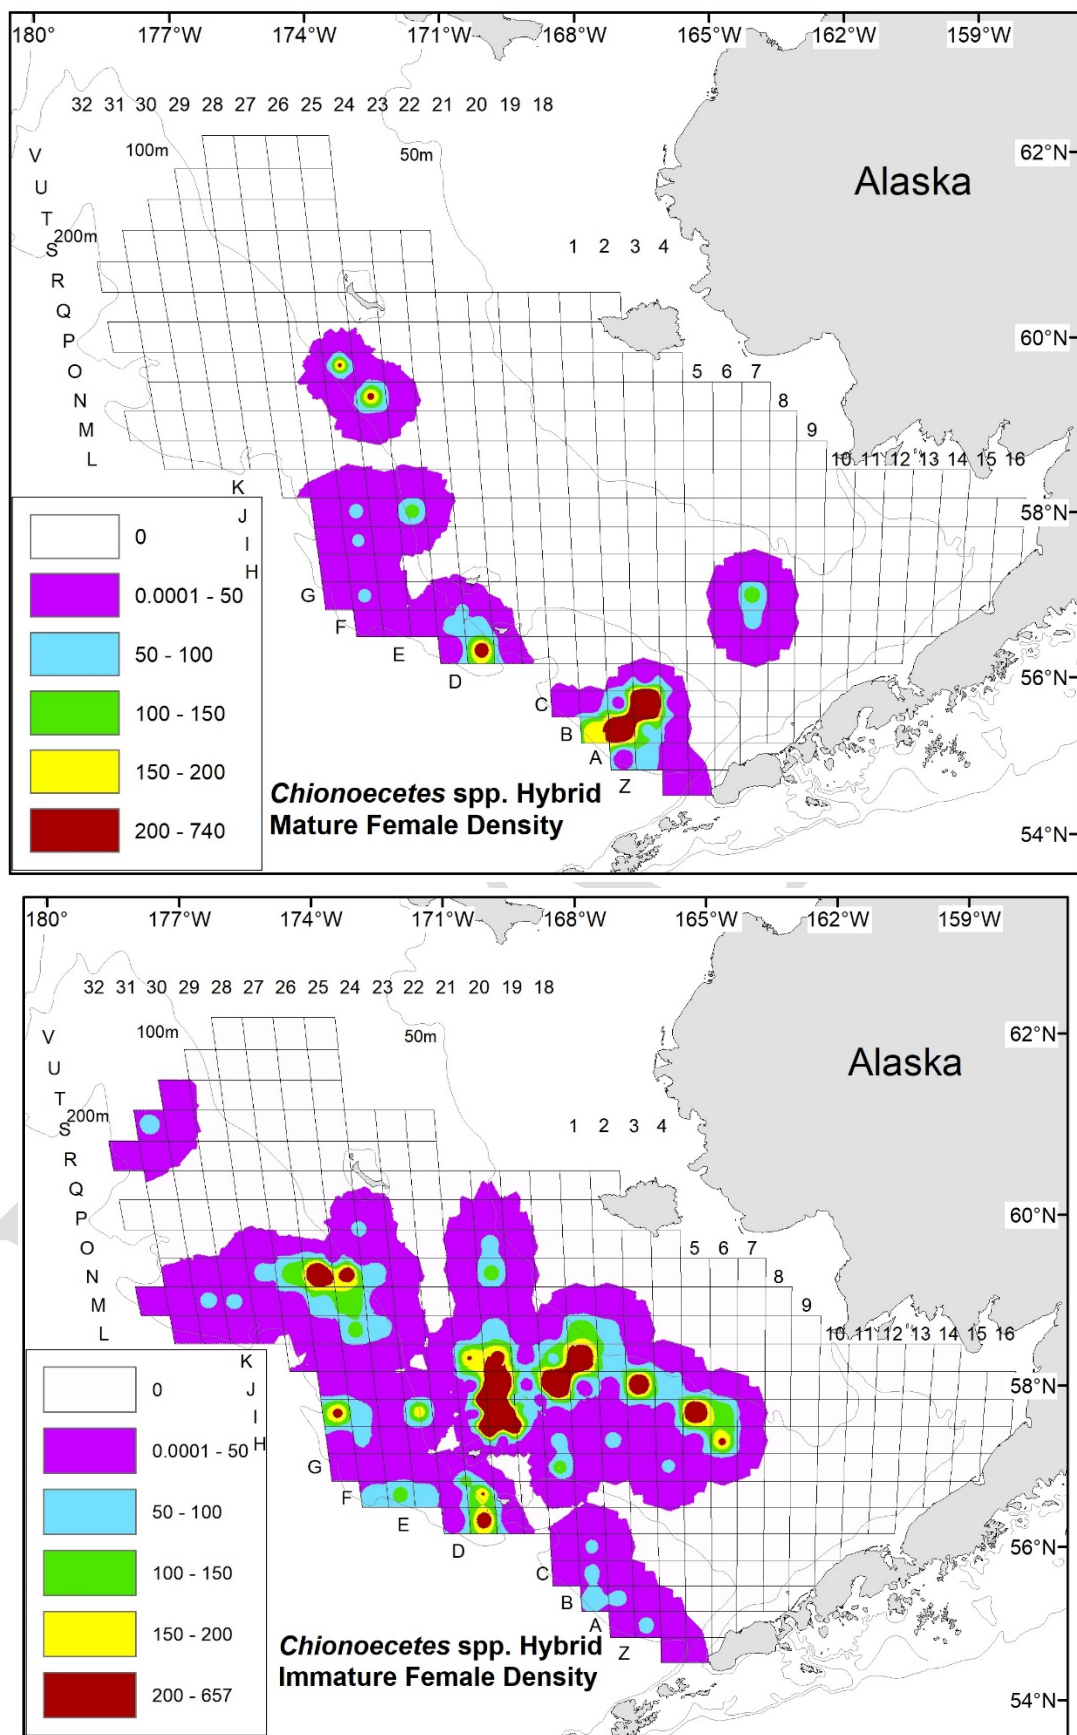 180° 177°W 174°W 171°W 168°W 165°W 162°W 159°W
32 31 30 29 28 27 26 25 24 23 22 21 20 19 18
100m
50m
62°N
V
Alaska
U
T
200m
S
1 2 3 4
R
Q
60°N
P
O
5 6 7
N
8
M
9
L
10 11 12 13 14 15 16
K
58°N
J
I
H
G
F
E
D
56°N
C
B
A
Z
54°N
0
0.0001 - 50
50 - 100
100 - 150
150 - 200
200 - 740
Chionoecetes spp. Hybrid
Mature Female Density
180° 177°W 174°W 171°W 168°W 165°W 162°W 159°W
32 31 30 29 28 27 26 25 24 23 22 21 20 19 18
100m
50m
62°N
V
Alaska
U
T
200m
S
1 2 3 4
R
Q
60°N
P
O
5 6 7
N
8
M
9
L
10 11 12 13 14 15 16
K
58°N
J
I
H
G
F
E
D
56°N
C
B
A
Z
54°N
0
0.0001 - 50
50 - 100
100 - 150
150 - 200
200 - 657
Chionoecetes spp. Hybrid
Immature Female Density